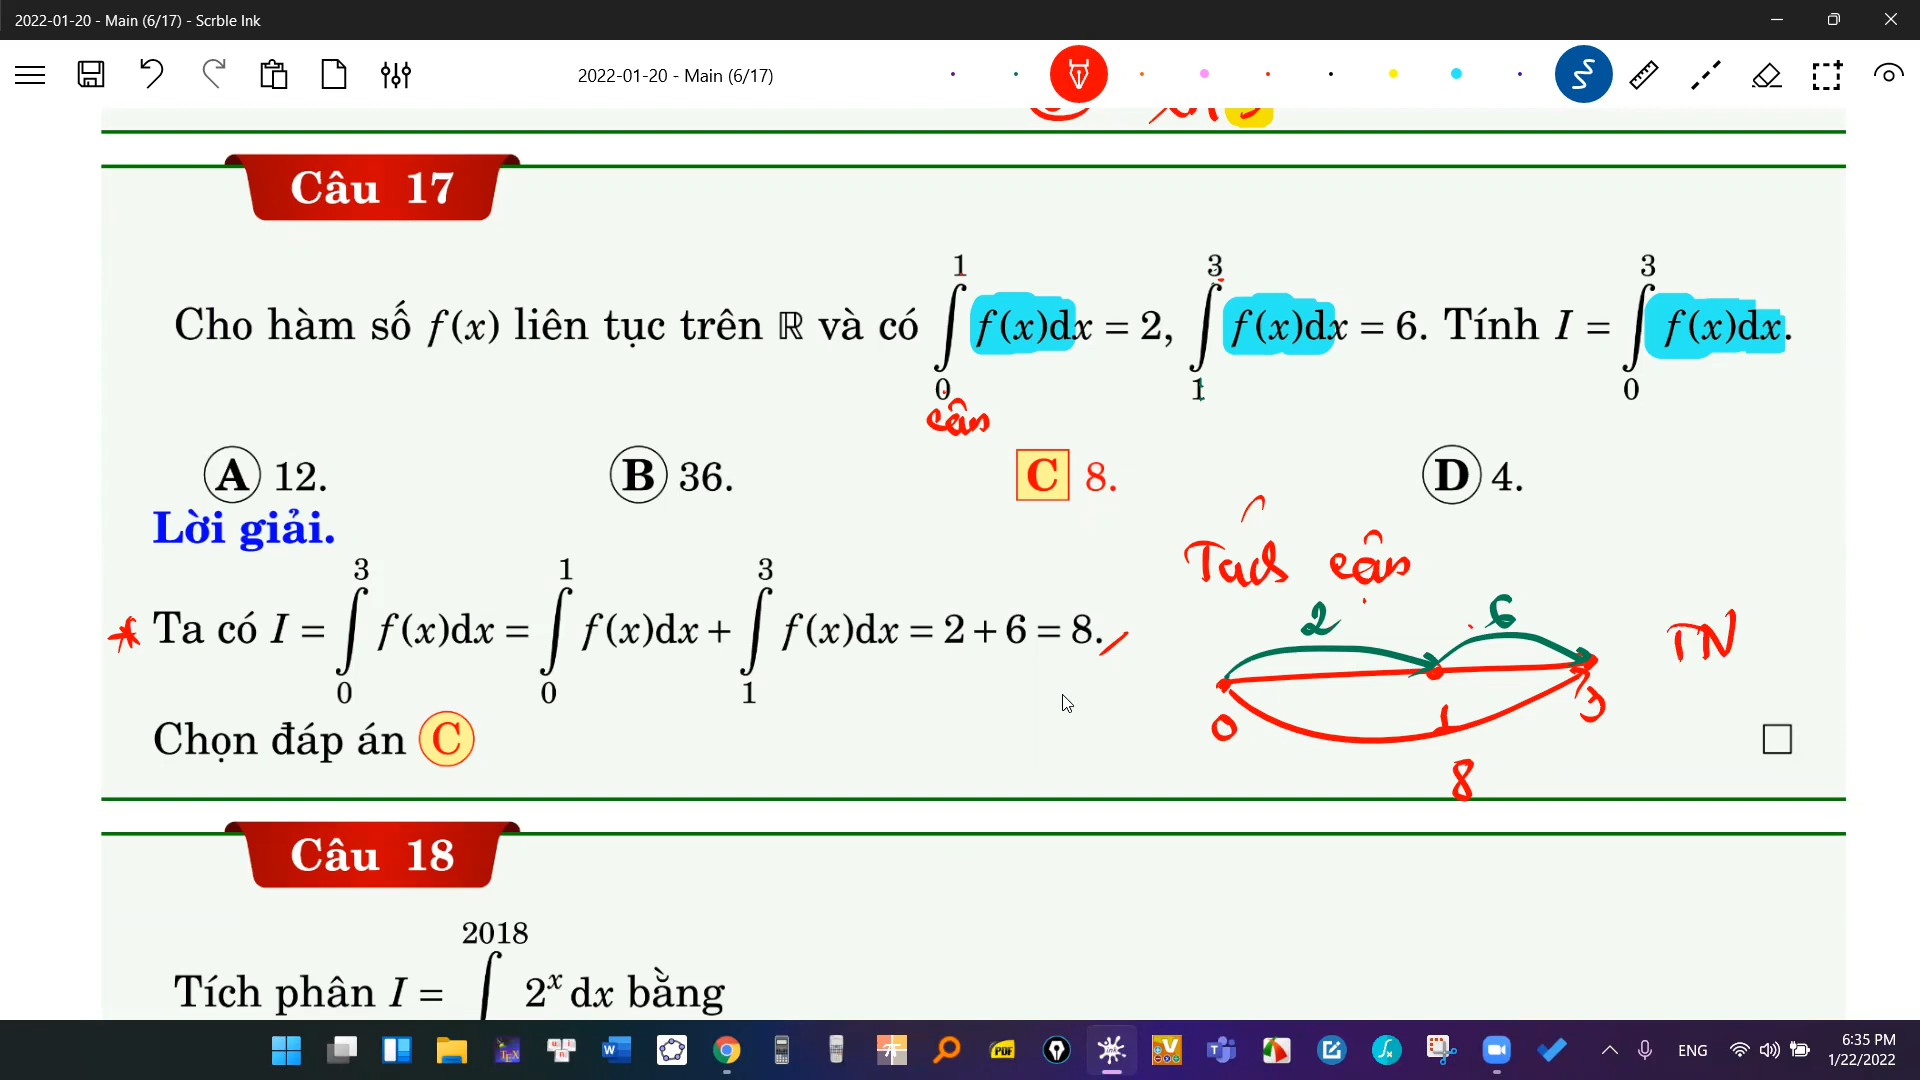 2022-01-20 - Main (6/17) - Scrble Ink
2022-01-20 - Main (6/17)
Câu 17
Cho hàm số f(x) liên tục trên ℝ và có ∫₀¹ f(x)dx = 2, ∫₁³ f(x)dx = 6. Tính I = ∫₀³ f(x)dx.
cận
A 12. B 36. C 8. D 4.
Lời giải.
Tách cận
Ta có I = ∫₀³ f(x)dx = ∫₀¹ f(x)dx + ∫₁³ f(x)dx = 2 + 6 = 8.
2 6 TN
0 1 3
8
Chọn đáp án C
Câu 18
2018
Tích phân I = ∫ 2ˣ dx bằng
ENG
6:35 PM
1/22/2022